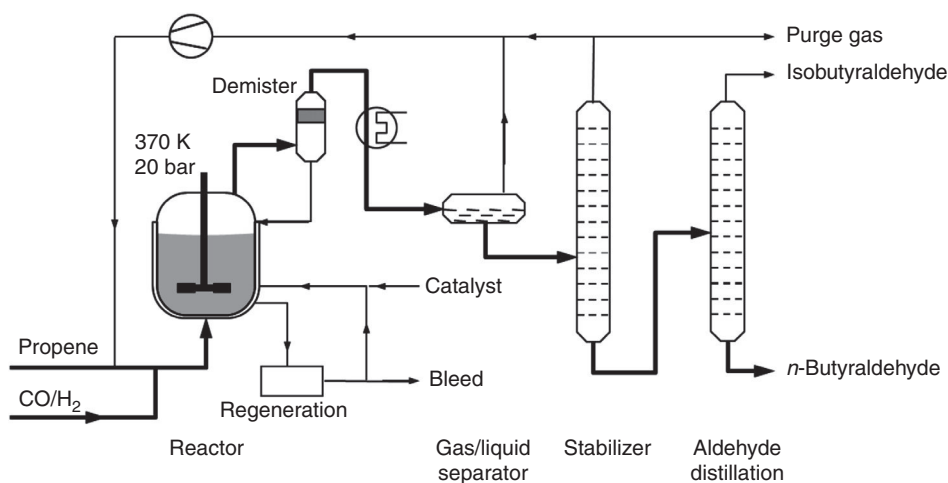 Purge gas
Isobutyraldehyde
Demister
370 K
20 bar
Catalyst
Propene
Bleed
n-Butyraldehyde
CO/H₂
Regeneration
Reactor
Gas/liquid
separator
Stabilizer
Aldehyde
distillation